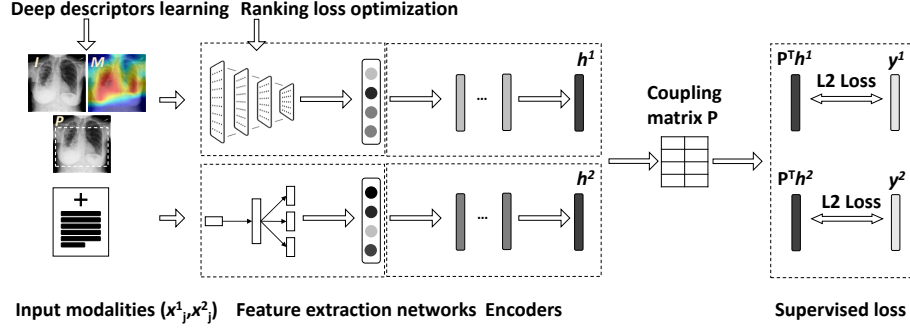 Deep descriptors learning Ranking loss optimization
I M
P
...
h¹
...
h²
Coupling
matrix P
Pᵀh¹ y¹
L2 Loss
Pᵀh² y²
L2 Loss
Input modalities (x¹ⱼ,x²ⱼ) Feature extraction networks Encoders Supervised loss